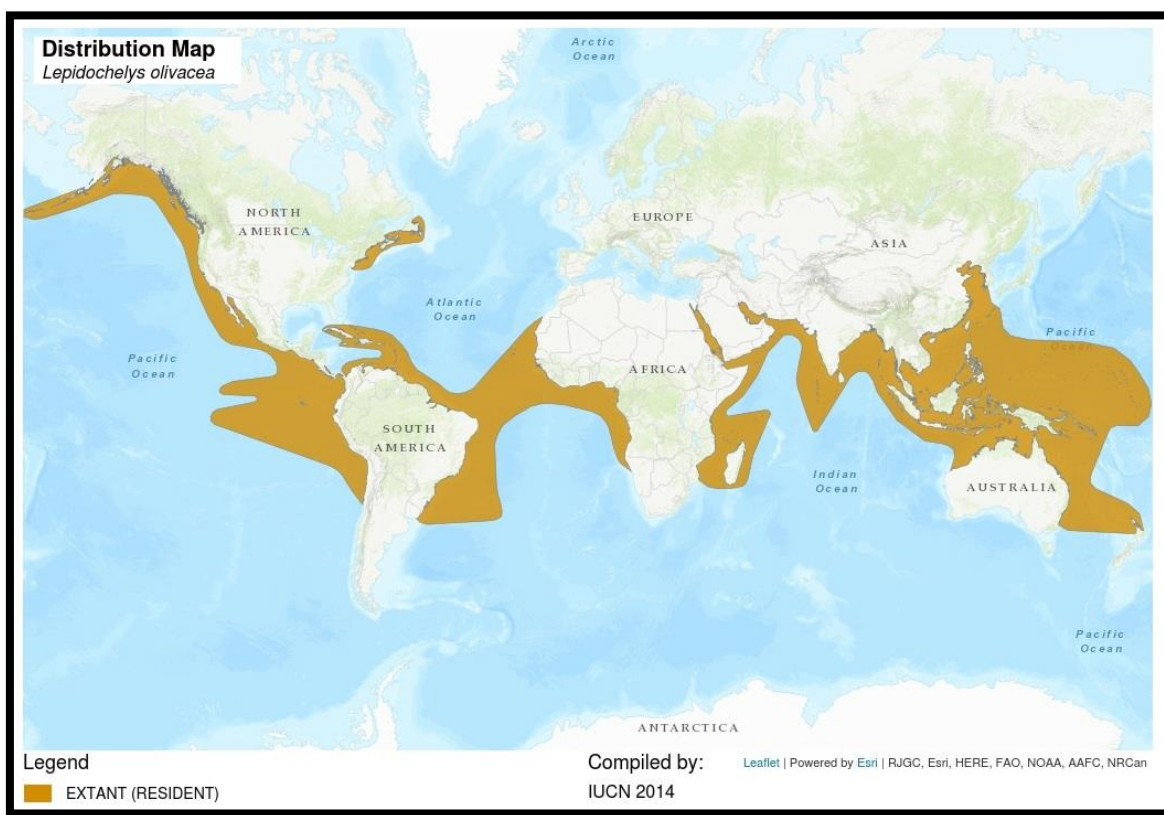 Distribution Map
Lepidochelys olivacea
Arctic
Ocean
NORTH
AMERICA
EUROPE
ASIA
Atlantic
Ocean
Pacific
Ocean
Pacific
Ocean
AFRICA
SOUTH
AMERICA
Indian
Ocean
AUSTRALIA
Pacific
Ocean
ANTARCTICA
Legend
EXTANT (RESIDENT)
Compiled by:
IUCN 2014
Leaflet | Powered by Esri | RJGC, Esri, HERE, FAO, NOAA, AAFC, NRCan